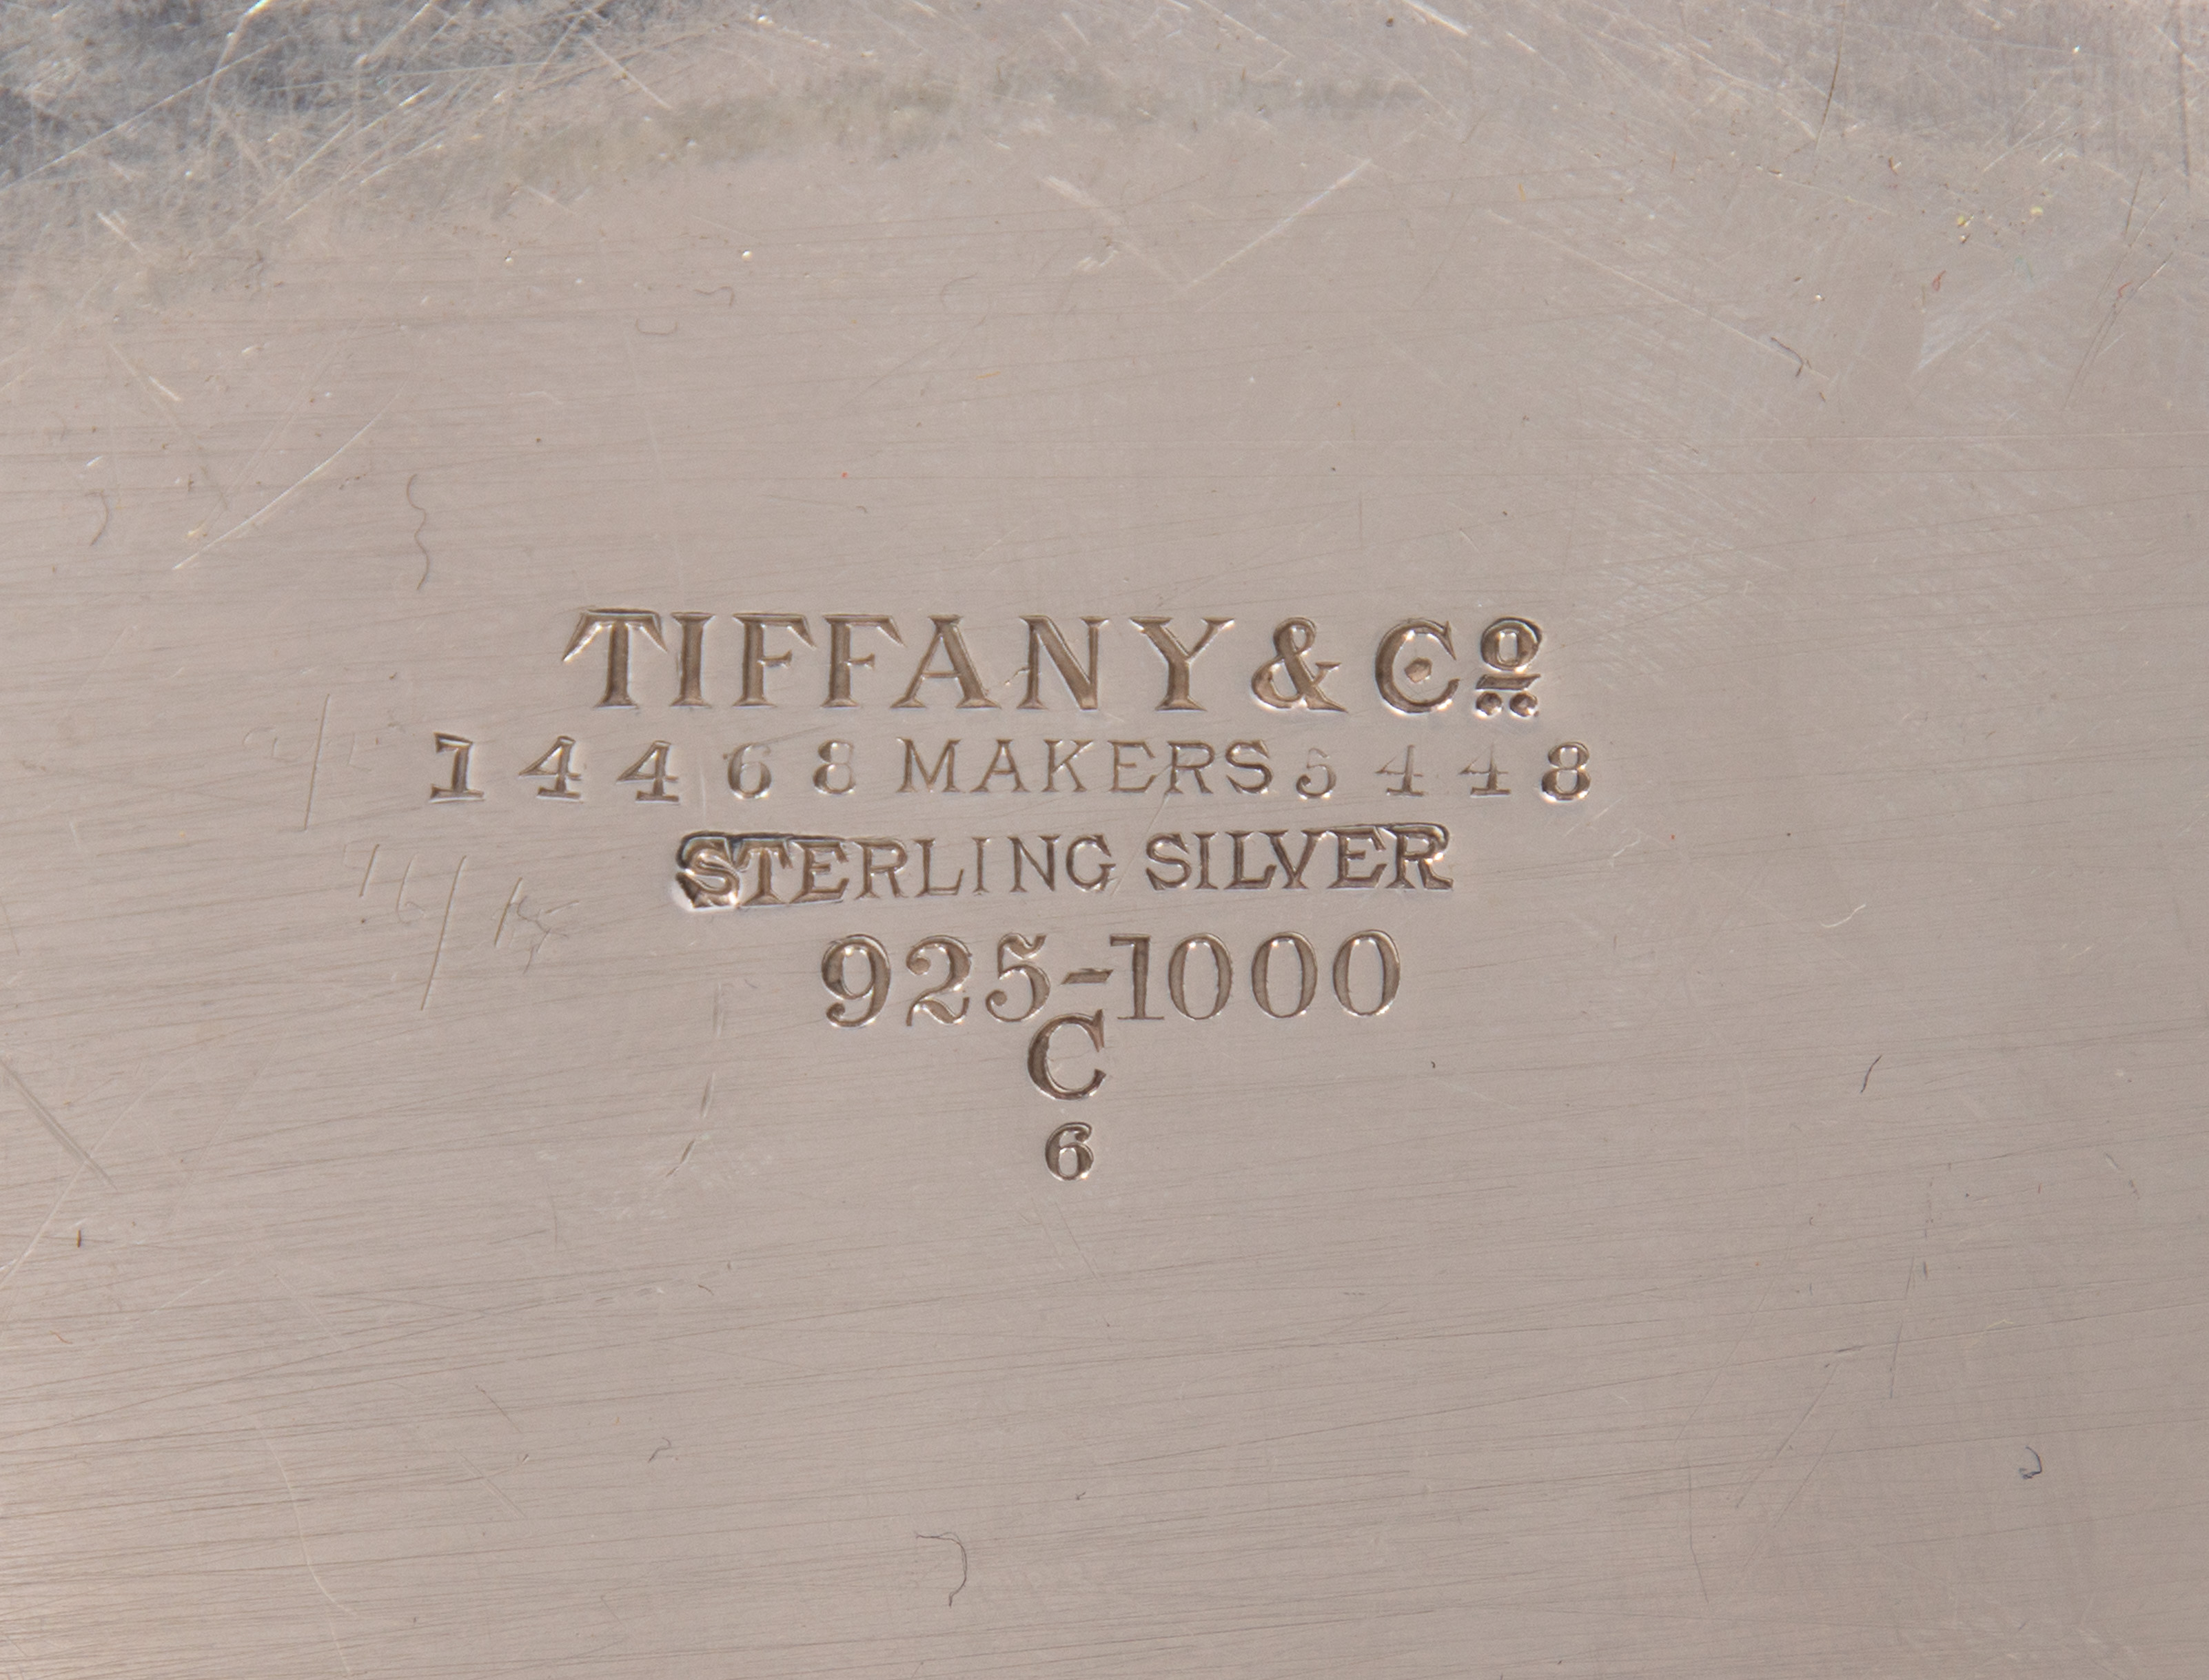 TIFFANY & Cº
14468 MAKERS 5448
STERLING SILVER
925-1000
C
6